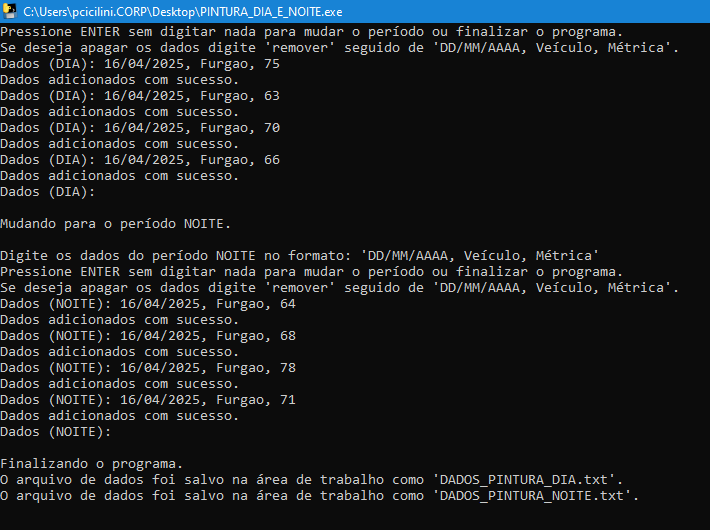 C:\Users\pcicilini.CORP\Desktop\PINTURA_DIA_E_NOITE.exe
Pressione ENTER sem digitar nada para mudar o período ou finalizar o programa.
Se deseja apagar os dados digite 'remover' seguido de 'DD/MM/AAAA, Veículo, Métrica'.
Dados (DIA): 16/04/2025, Furgao, 75
Dados adicionados com sucesso.
Dados (DIA): 16/04/2025, Furgao, 63
Dados adicionados com sucesso.
Dados (DIA): 16/04/2025, Furgao, 70
Dados adicionados com sucesso.
Dados (DIA): 16/04/2025, Furgao, 66
Dados adicionados com sucesso.
Dados (DIA):
Mudando para o período NOITE.
Digite os dados do período NOITE no formato: 'DD/MM/AAAA, Veículo, Métrica'
Pressione ENTER sem digitar nada para mudar o período ou finalizar o programa.
Se deseja apagar os dados digite 'remover' seguido de 'DD/MM/AAAA, Veículo, Métrica'.
Dados (NOITE): 16/04/2025, Furgao, 64
Dados adicionados com sucesso.
Dados (NOITE): 16/04/2025, Furgao, 68
Dados adicionados com sucesso.
Dados (NOITE): 16/04/2025, Furgao, 78
Dados adicionados com sucesso.
Dados (NOITE): 16/04/2025, Furgao, 71
Dados adicionados com sucesso.
Dados (NOITE):
Finalizando o programa.
O arquivo de dados foi salvo na área de trabalho como 'DADOS_PINTURA_DIA.txt'.
O arquivo de dados foi salvo na área de trabalho como 'DADOS_PINTURA_NOITE.txt'.